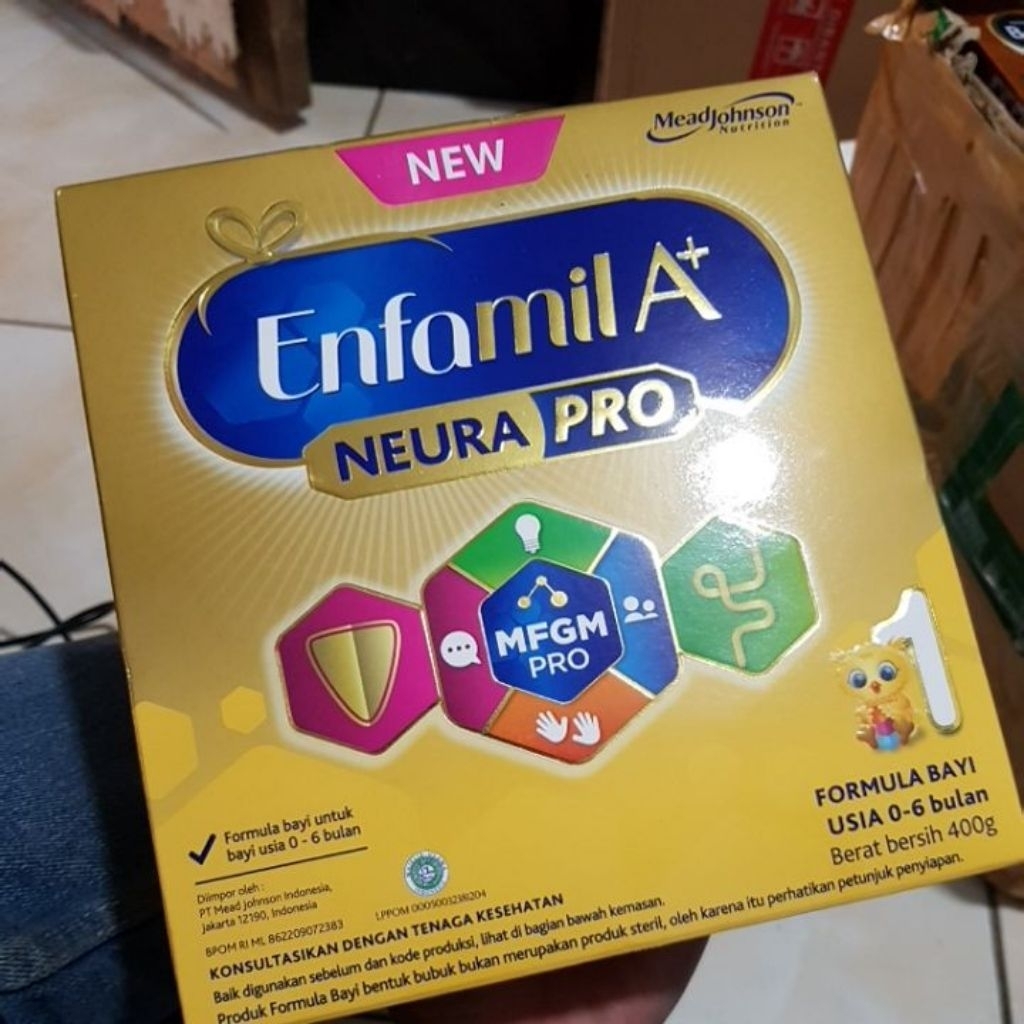 MeadJohnson™
Nutrition
NEW
Enfamil A+
NEURA PRO
MFGM
PRO
1
FORMULA BAYI
USIA 0-6 bulan
Berat bersih 400g
Formula bayi untuk
bayi usia 0 - 6 bulan
Diimpor oleh :
PT Mead Johnson Indonesia,
Jakarta 12190, Indonesia
BPOM RI ML 862209072383
LPPOM
KONSULTASIKAN DENGAN TENAGA KESEHATAN
Baik digunakan sebelum dan kode produksi, lihat di bagian bawah kemasan.
Produk Formula Bayi bentuk bubuk bukan merupakan produk steril, oleh karena itu perhatikan petunjuk penyiapan.